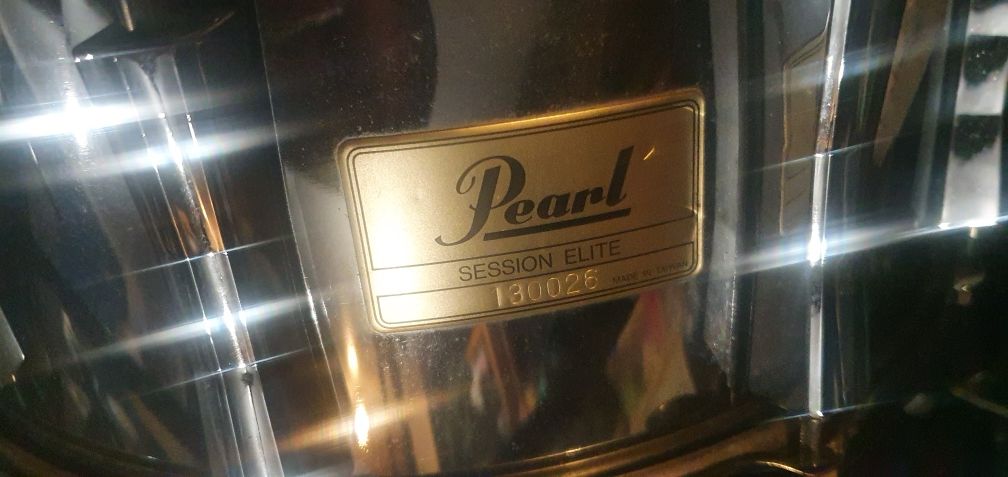 Pearl
SESSION ELITE
130026
MADE IN TAIWAN